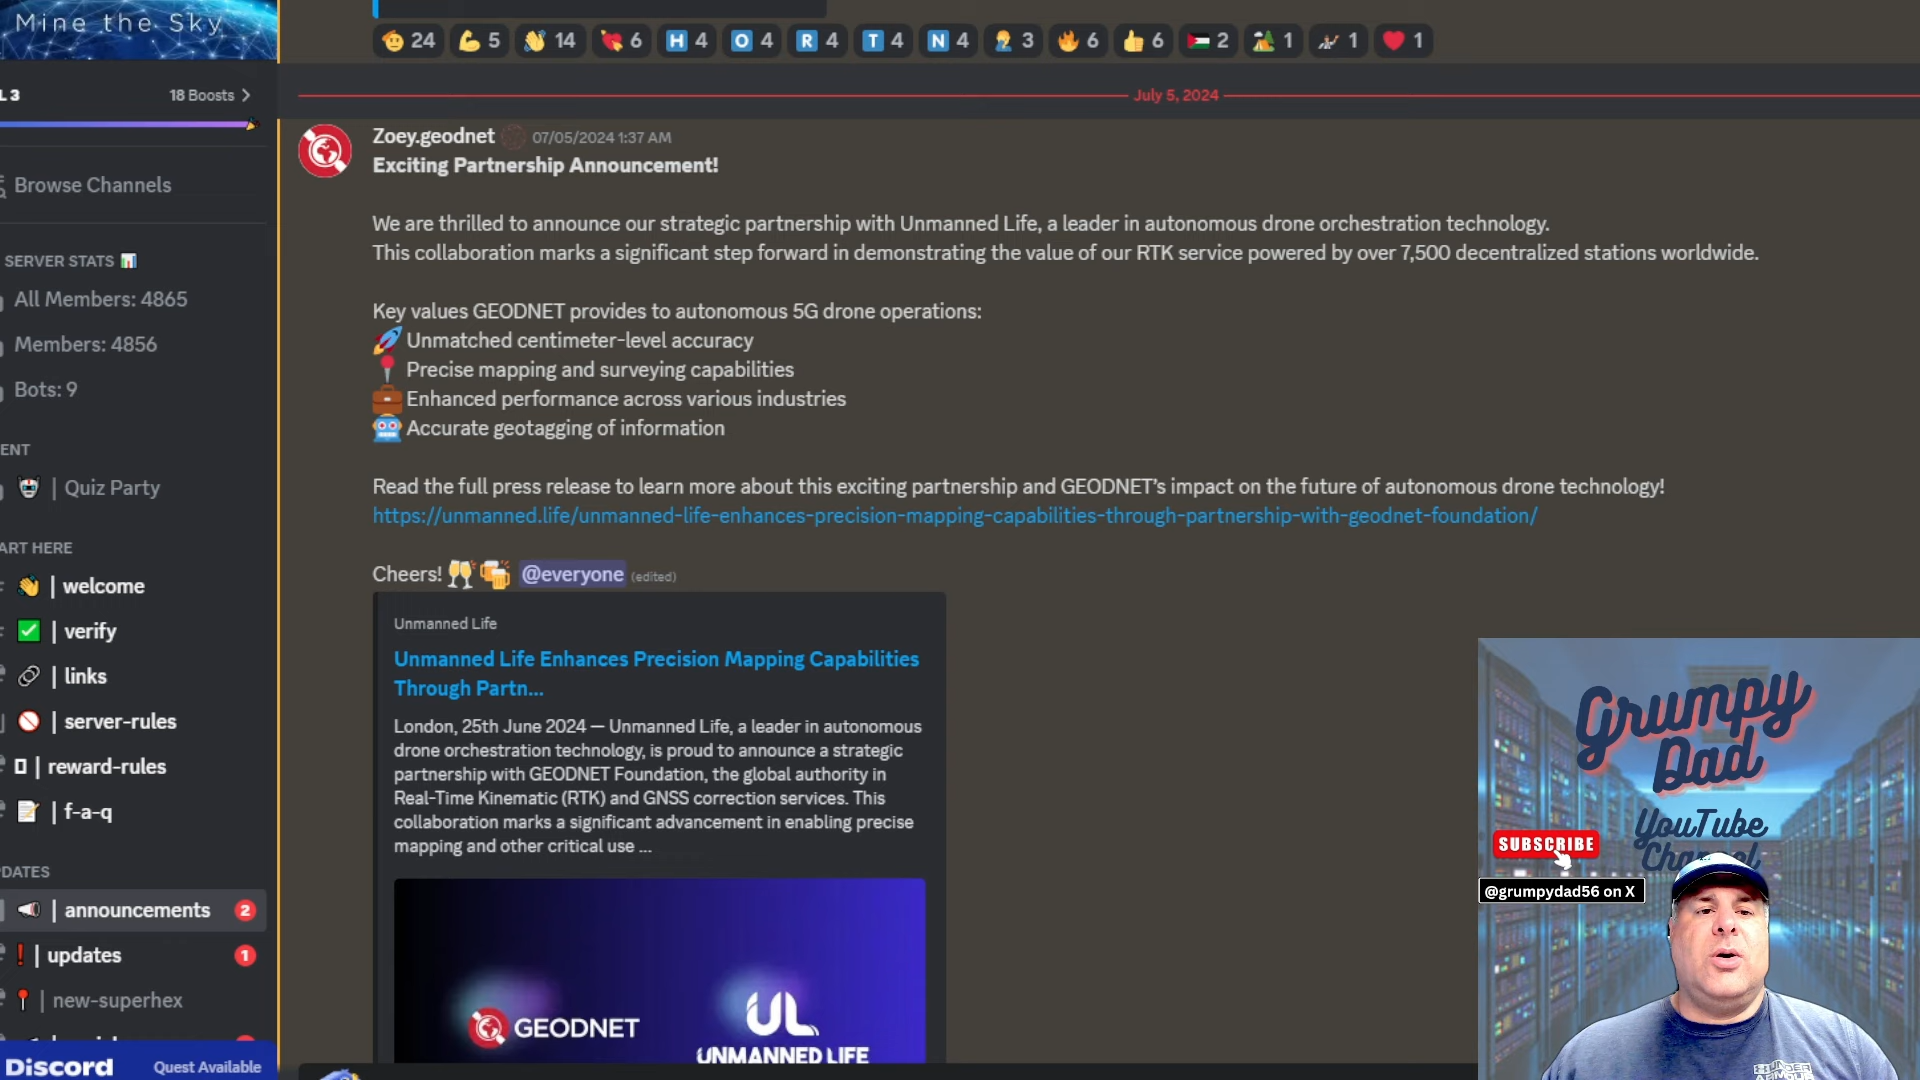 Mine the Sky
L 3
18 Boosts
Browse Channels
SERVER STATS
All Members: 4865
Members: 4856
Bots: 9
ENT
| Quiz Party
ART HERE
| welcome
| verify
| links
| server-rules
| reward-rules
| f-a-q
PDATES
| announcements 2
| updates 1
| new-superhex
Discord
Quest Available
24 5 14 6 H 4 O 4 R 4 T 4 N 4 3 6 6 2 1 1 1
July 5, 2024
Zoey.geodnet 07/05/2024 1:37 AM
Exciting Partnership Announcement!
We are thrilled to announce our strategic partnership with Unmanned Life, a leader in autonomous drone orchestration technology.
This collaboration marks a significant step forward in demonstrating the value of our RTK service powered by over 7,500 decentralized stations worldwide.
Key values GEODNET provides to autonomous 5G drone operations:
Unmatched centimeter-level accuracy
Precise mapping and surveying capabilities
Enhanced performance across various industries
Accurate geotagging of information
Read the full press release to learn more about this exciting partnership and GEODNET's impact on the future of autonomous drone technology!
https://unmanned.life/unmanned-life-enhances-precision-mapping-capabilities-through-partnership-with-geodnet-foundation/
Cheers! @everyone (edited)
Unmanned Life
Unmanned Life Enhances Precision Mapping Capabilities
Through Partn...
London, 25th June 2024 — Unmanned Life, a leader in autonomous
drone orchestration technology, is proud to announce a strategic
partnership with GEODNET Foundation, the global authority in
Real-Time Kinematic (RTK) and GNSS correction services. This
collaboration marks a significant advancement in enabling precise
mapping and other critical use ...
GEODNET
UL
UNMANNED LIFE
Grumpy
Dad
YouTube
Channel
SUBSCRIBE
@grumpydad56 on X
UNDER
ARMOUR